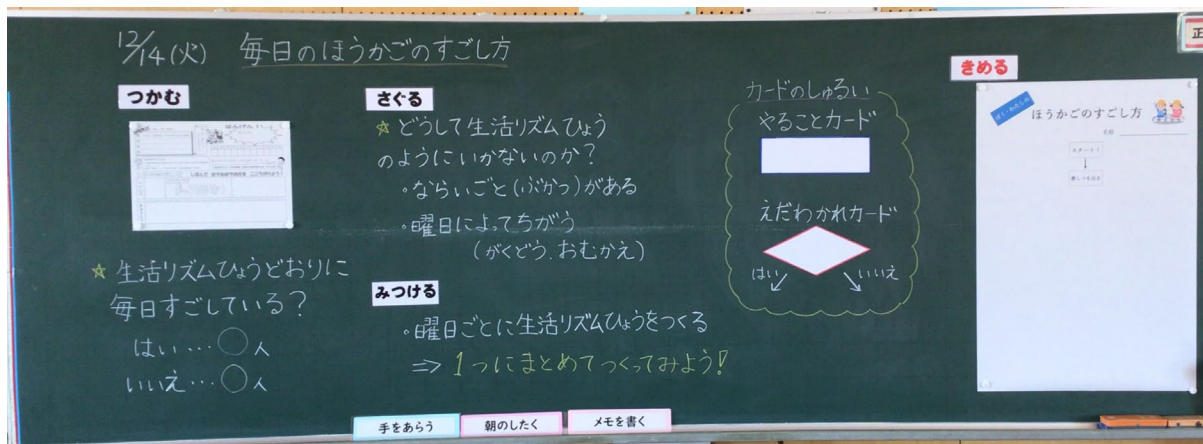 12/14(火) 毎日のほうかごのすごし方
つかむ
☆生活リズムひょうどおりに
毎日すごしている？
はい…○人
いいえ…○人
さぐる
☆どうして生活リズムひょう
のようにいかないのか？
・ならいごと(ぶかつ)がある
・曜日によってちがう
(がくどう、おむかえ)
みつける
・曜日ごとに生活リズムひょうをつくる
⇒1つにまとめてつくってみよう！
カードのしゅるい
やることカード
えだわかれカード
はい
いいえ
きめる
ぼく・わたしの
ほうかごのすごし方
名前
スタート！
正
手をあらう
朝のしたく
メモを書く